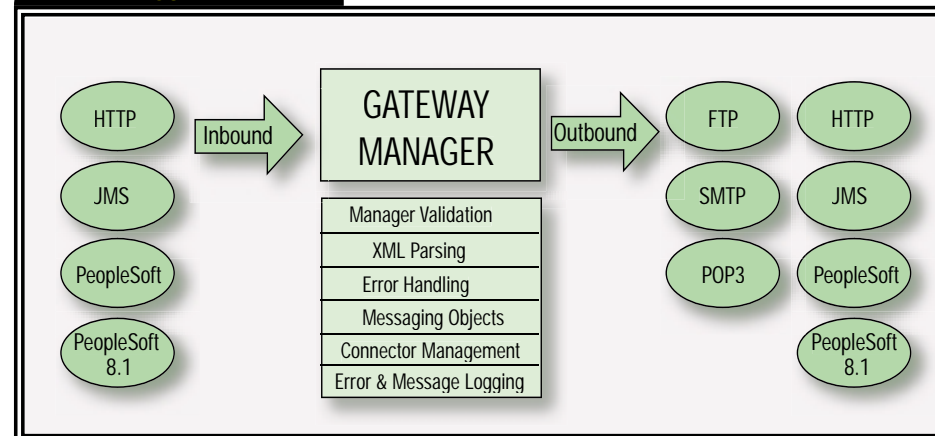 HTTP
JMS
PeopleSoft
PeopleSoft
8.1
Inbound
GATEWAY
MANAGER
Manager Validation
XML Parsing
Error Handling
Messaging Objects
Connector Management
Error & Message Logging
Outbound
FTP
SMTP
POP3
HTTP
JMS
PeopleSoft
PeopleSoft
8.1